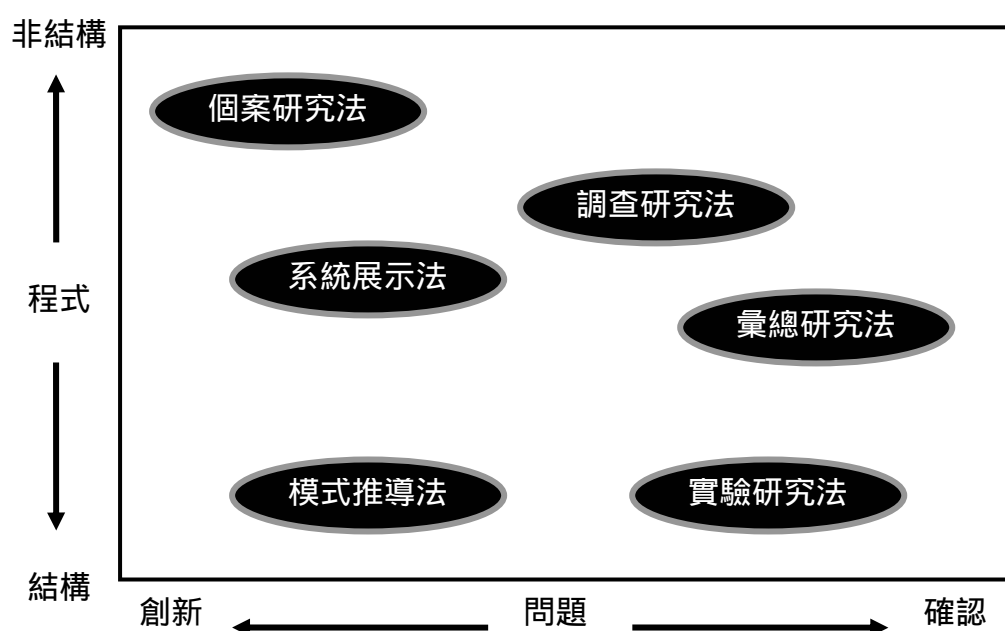 非結構
個案研究法
調查研究法
系統展示法
程式
彙總研究法
模式推導法
實驗研究法
結構
創新
問題
確認